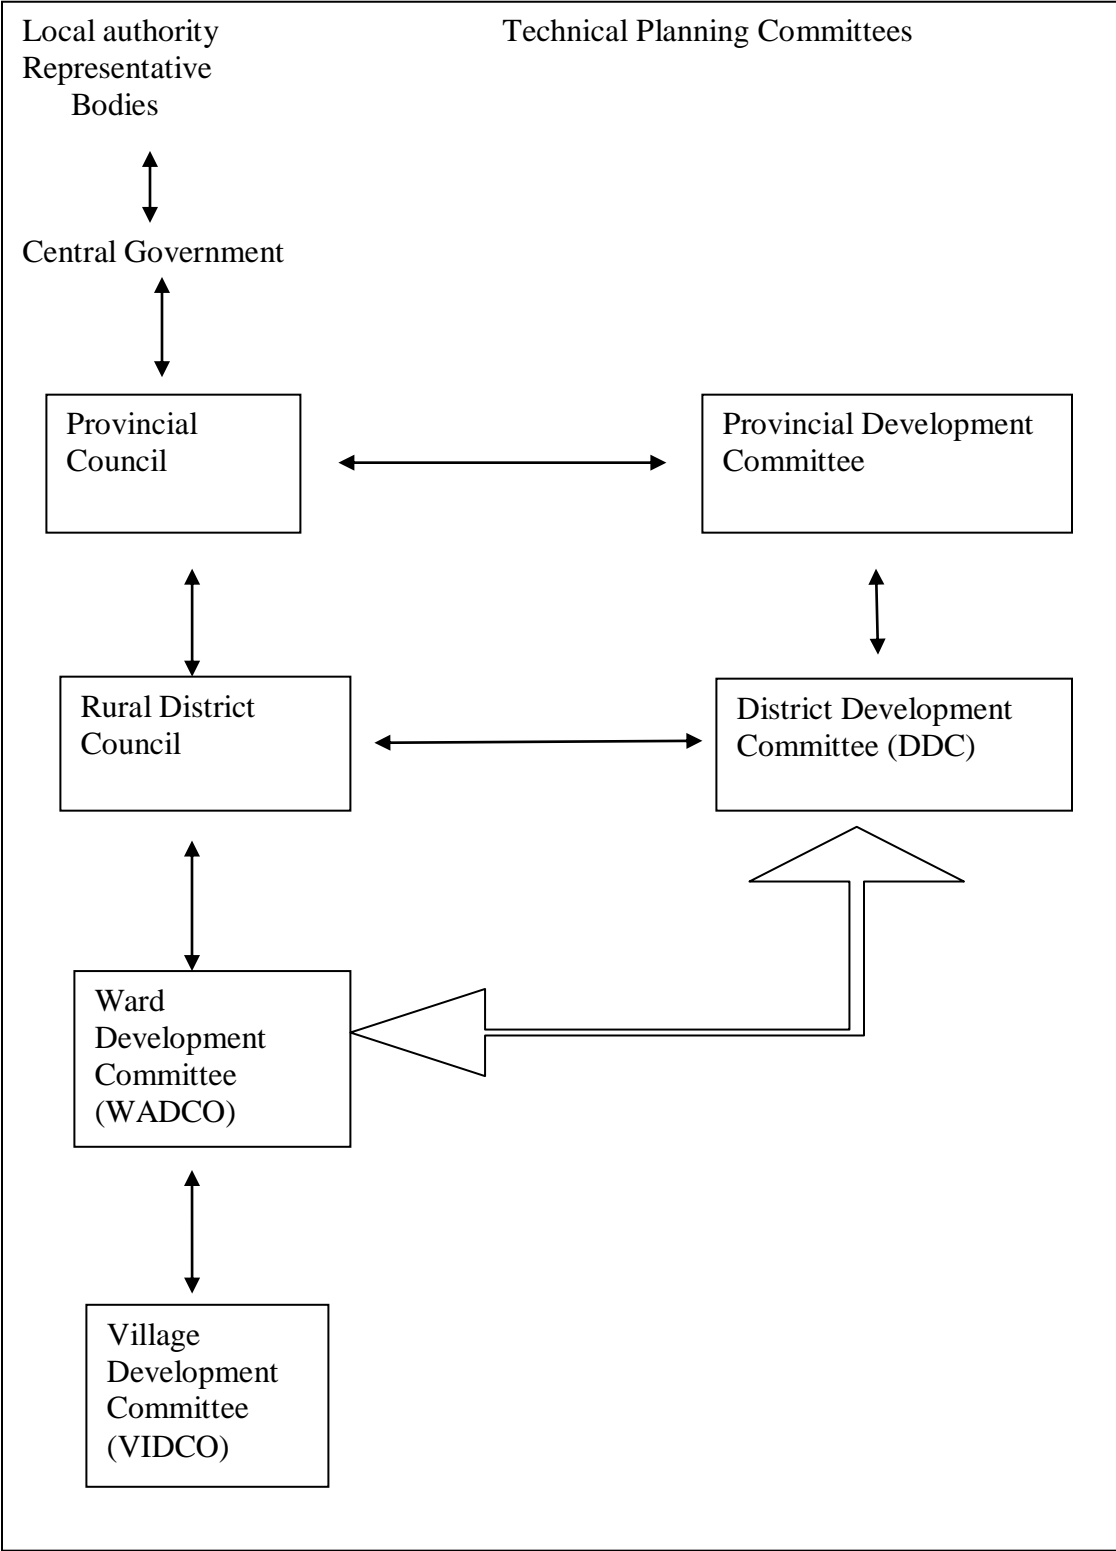 Local authority
Representative
Bodies
Technical Planning Committees
Central Government
Provincial
Council
Provincial Development
Committee
Rural District
Council
District Development
Committee (DDC)
Ward
Development
Committee
(WADCO)
Village
Development
Committee
(VIDCO)